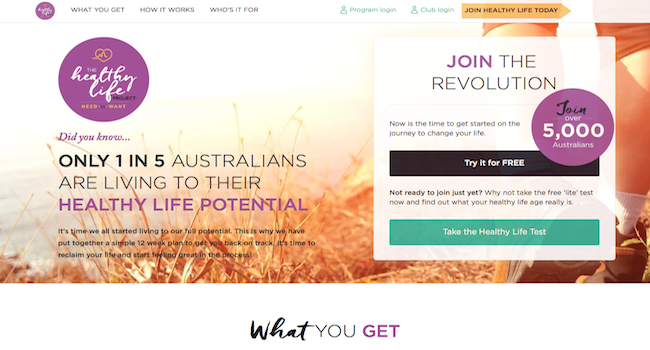 healthy life
WHAT YOU GET
HOW IT WORKS
WHO'S IT FOR
Program login
Club login
JOIN HEALTHY LIFE TODAY
THE
healthy
life
PROJECT
NEED WANT
Did you know...
ONLY 1 IN 5 AUSTRALIANS
ARE LIVING TO THEIR
HEALTHY LIFE POTENTIAL
It's time we all started living to our full potential. This is why we have
put together a simple 12 week plan to get you back on track. It's time to
reclaim your life and start feeling great in the process!
JOIN THE
REVOLUTION
Now is the time to get started on the
journey to change your life.
Join
over
5,000
Australians
Try it for FREE
Not ready to join just yet? Why not take the free 'lite' test
now and find out what your healthy life age really is.
Take the Healthy Life Test
What YOU GET